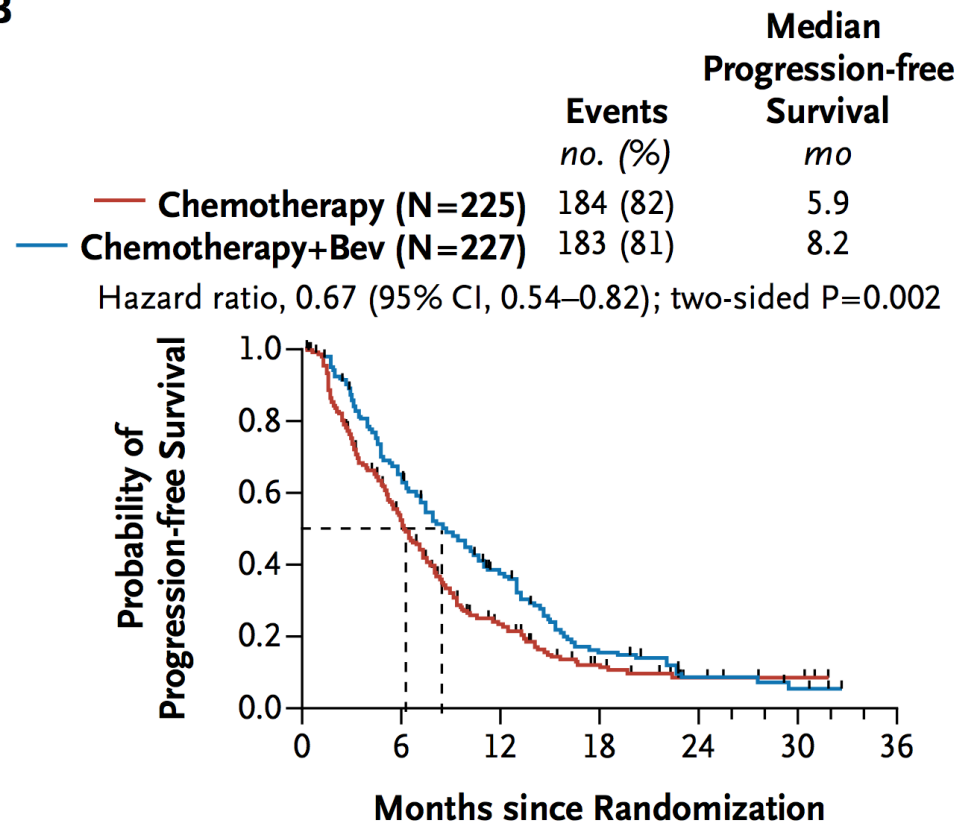 B
Median
Progression-free
Events Survival
no. (%) mo
Chemotherapy (N=225) 184 (82) 5.9
Chemotherapy+Bev (N=227) 183 (81) 8.2
Hazard ratio, 0.67 (95% CI, 0.54–0.82); two-sided P=0.002
Probability of
Progression-free Survival
1.0
0.8
0.6
0.4
0.2
0.0
0 6 12 18 24 30 36
Months since Randomization